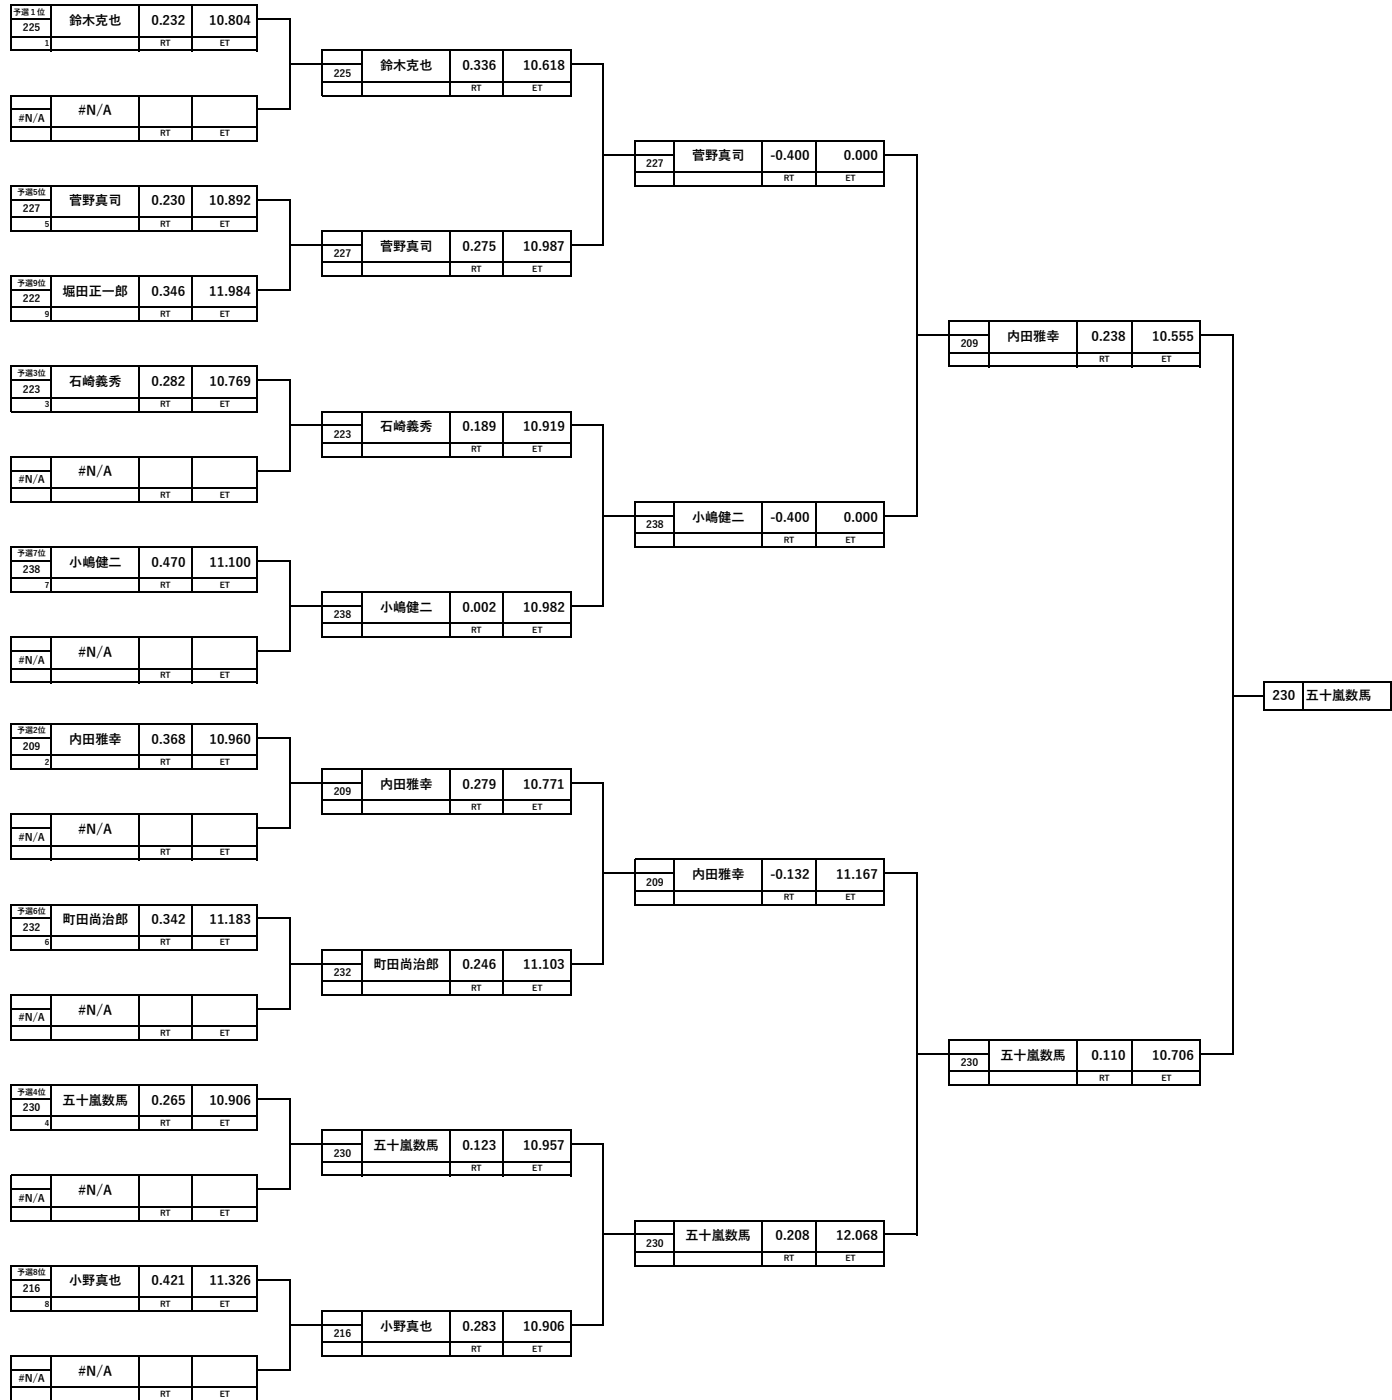 予選1位
225
1
鈴木克也 0.232 10.804
RT ET
#N/A
#N/A
RT ET
予選5位
227
5
菅野真司 0.230 10.892
RT ET
予選9位
222
9
堀田正一郎 0.346 11.984
RT ET
予選3位
223
3
石崎義秀 0.282 10.769
RT ET
#N/A
#N/A
RT ET
予選7位
238
7
小嶋健二 0.470 11.100
RT ET
#N/A
#N/A
RT ET
予選2位
209
2
内田雅幸 0.368 10.960
RT ET
#N/A
#N/A
RT ET
予選6位
232
6
町田尚治郎 0.342 11.183
RT ET
#N/A
#N/A
RT ET
予選4位
230
4
五十嵐数馬 0.265 10.906
RT ET
#N/A
#N/A
RT ET
予選8位
216
8
小野真也 0.421 11.326
RT ET
#N/A
#N/A
RT ET
225 鈴木克也 0.336 10.618
RT ET
227 菅野真司 0.275 10.987
RT ET
223 石崎義秀 0.189 10.919
RT ET
238 小嶋健二 0.002 10.982
RT ET
209 内田雅幸 0.279 10.771
RT ET
232 町田尚治郎 0.246 11.103
RT ET
230 五十嵐数馬 0.123 10.957
RT ET
216 小野真也 0.283 10.906
RT ET
227 菅野真司 -0.400 0.000
RT ET
238 小嶋健二 -0.400 0.000
RT ET
209 内田雅幸 -0.132 11.167
RT ET
230 五十嵐数馬 0.208 12.068
RT ET
209 内田雅幸 0.238 10.555
RT ET
230 五十嵐数馬 0.110 10.706
RT ET
230 五十嵐数馬